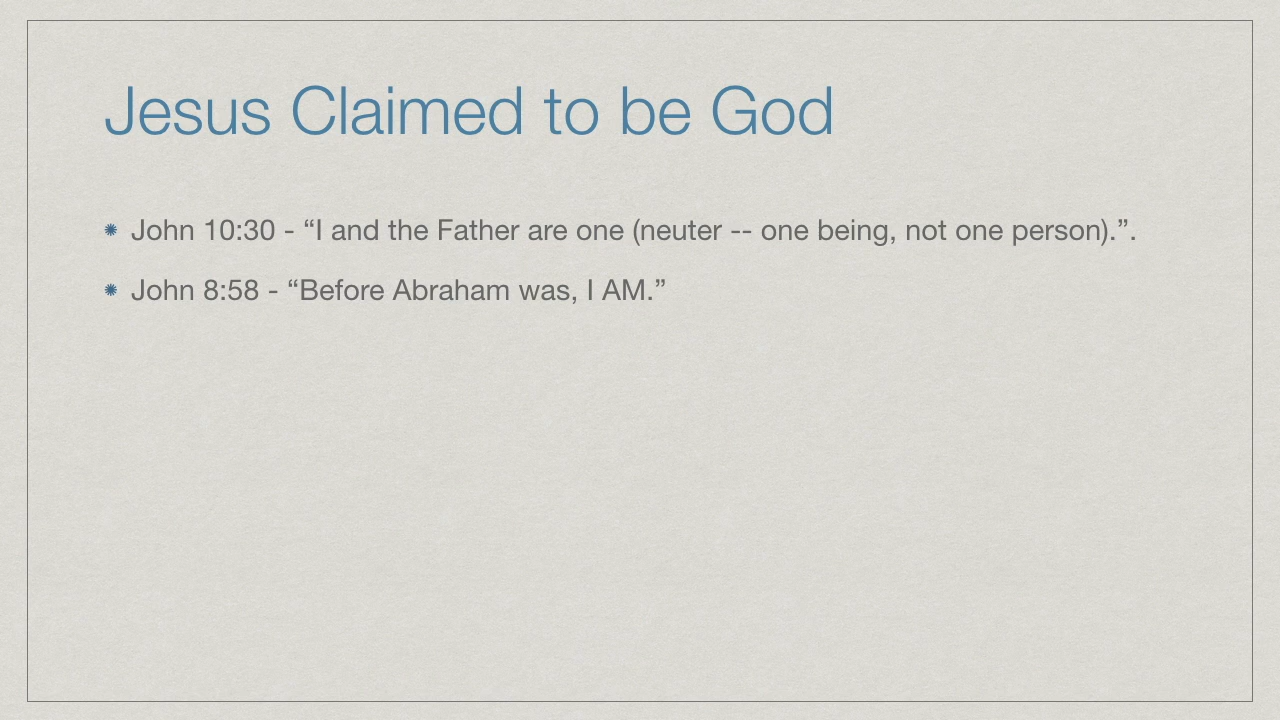 Jesus Claimed to be God
John 10:30 - “I and the Father are one (neuter -- one being, not one person).”.
John 8:58 - “Before Abraham was, I AM.”